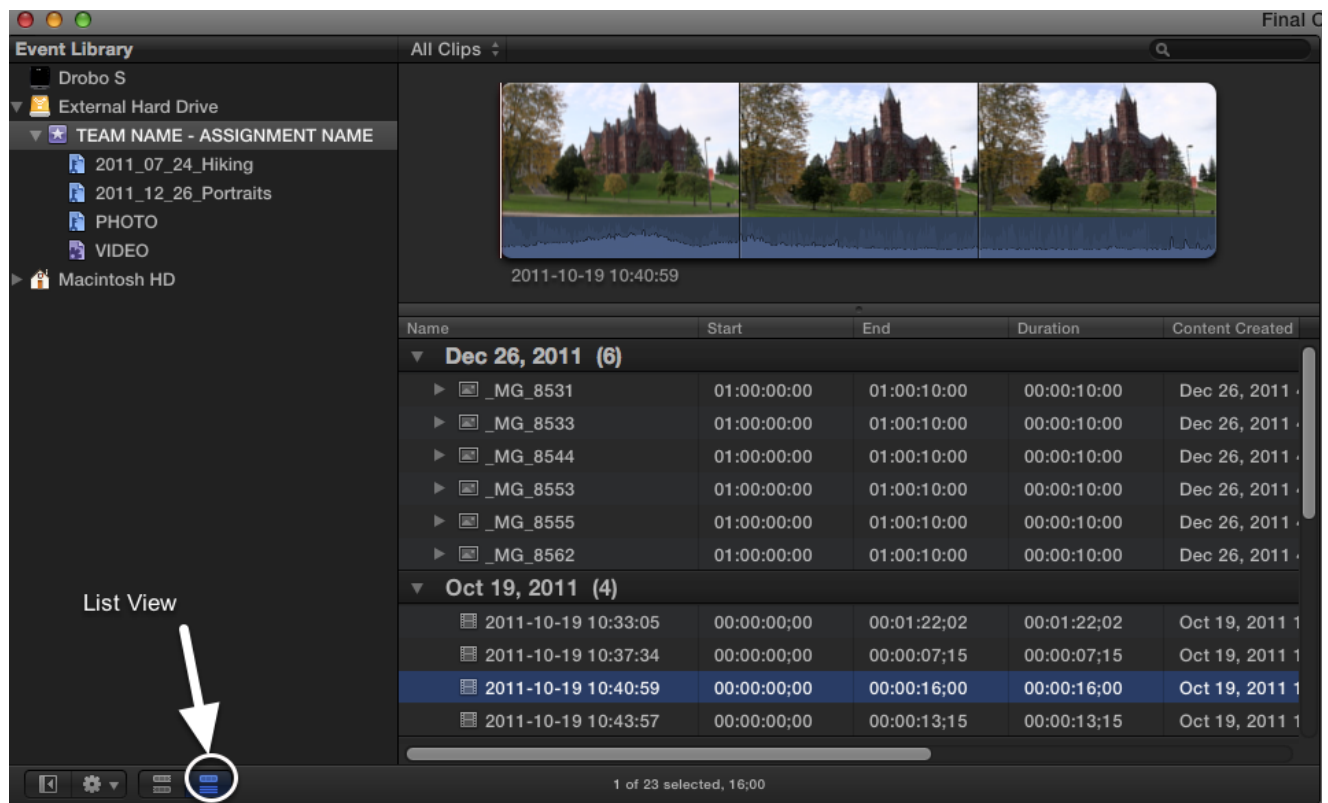 Final C
Event Library
All Clips
Drobo S
External Hard Drive
TEAM NAME - ASSIGNMENT NAME
2011_07_24_Hiking
2011_12_26_Portraits
PHOTO
VIDEO
Macintosh HD
2011-10-19 10:40:59
Name Start End Duration Content Created
Dec 26, 2011 (6)
_MG_8531 01:00:00:00 01:00:10:00 00:00:10:00 Dec 26, 2011
_MG_8533 01:00:00:00 01:00:10:00 00:00:10:00 Dec 26, 2011
_MG_8544 01:00:00:00 01:00:10:00 00:00:10:00 Dec 26, 2011
_MG_8553 01:00:00:00 01:00:10:00 00:00:10:00 Dec 26, 2011
_MG_8555 01:00:00:00 01:00:10:00 00:00:10:00 Dec 26, 2011
_MG_8562 01:00:00:00 01:00:10:00 00:00:10:00 Dec 26, 2011
Oct 19, 2011 (4)
2011-10-19 10:33:05 00:00:00;00 00:01:22;02 00:01:22;02 Oct 19, 2011 1
2011-10-19 10:37:34 00:00:00;00 00:00:07;15 00:00:07;15 Oct 19, 2011 1
2011-10-19 10:40:59 00:00:00;00 00:00:16;00 00:00:16;00 Oct 19, 2011 1
2011-10-19 10:43:57 00:00:00;00 00:00:13;15 00:00:13;15 Oct 19, 2011 1
List View
1 of 23 selected, 16;00